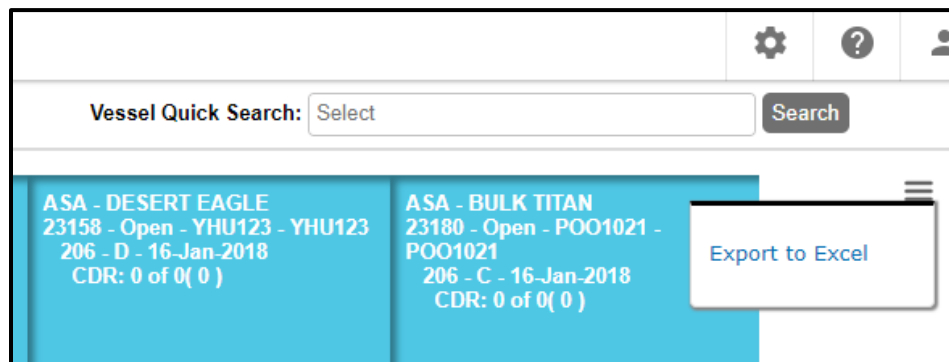 Vessel Quick Search: Select Search
ASA - DESERT EAGLE
23158 - Open - YHU123 - YHU123
206 - D - 16-Jan-2018
CDR: 0 of 0( 0 )
ASA - BULK TITAN
23180 - Open - POO1021 -
POO1021
206 - C - 16-Jan-2018
CDR: 0 of 0( 0 )
Export to Excel